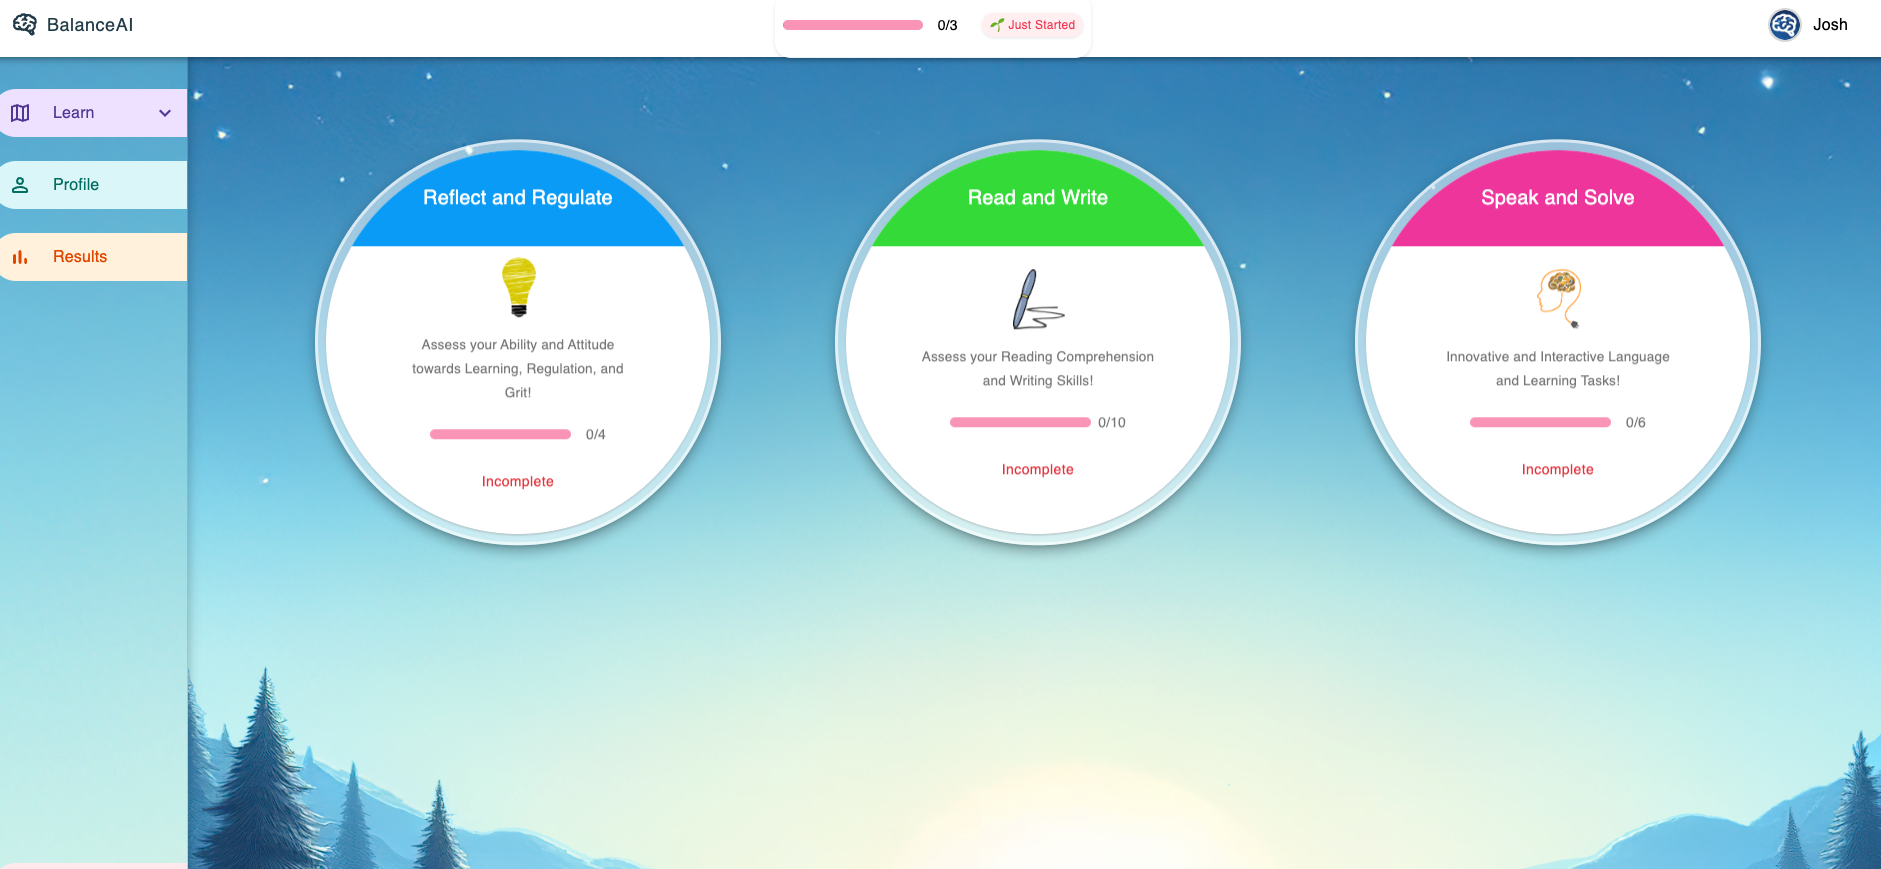 BalanceAI
0/3
Just Started
Josh
Learn
Profile
Results
Reflect and Regulate
Assess your Ability and Attitude
towards Learning, Regulation, and
Grit!
0/4
Incomplete
Read and Write
Assess your Reading Comprehension
and Writing Skills!
0/10
Incomplete
Speak and Solve
Innovative and Interactive Language
and Learning Tasks!
0/6
Incomplete